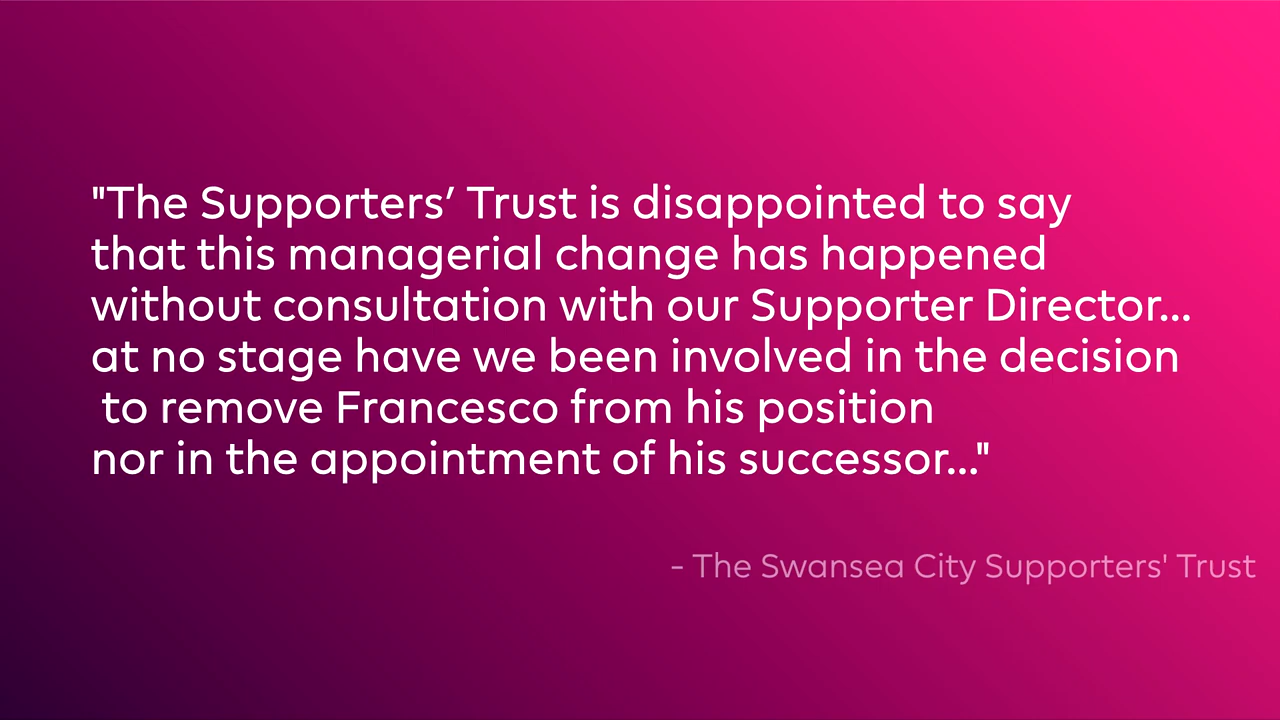 "The Supporters’ Trust is disappointed to say
that this managerial change has happened
without consultation with our Supporter Director...
at no stage have we been involved in the decision
to remove Francesco from his position
nor in the appointment of his successor..."
- The Swansea City Supporters' Trust